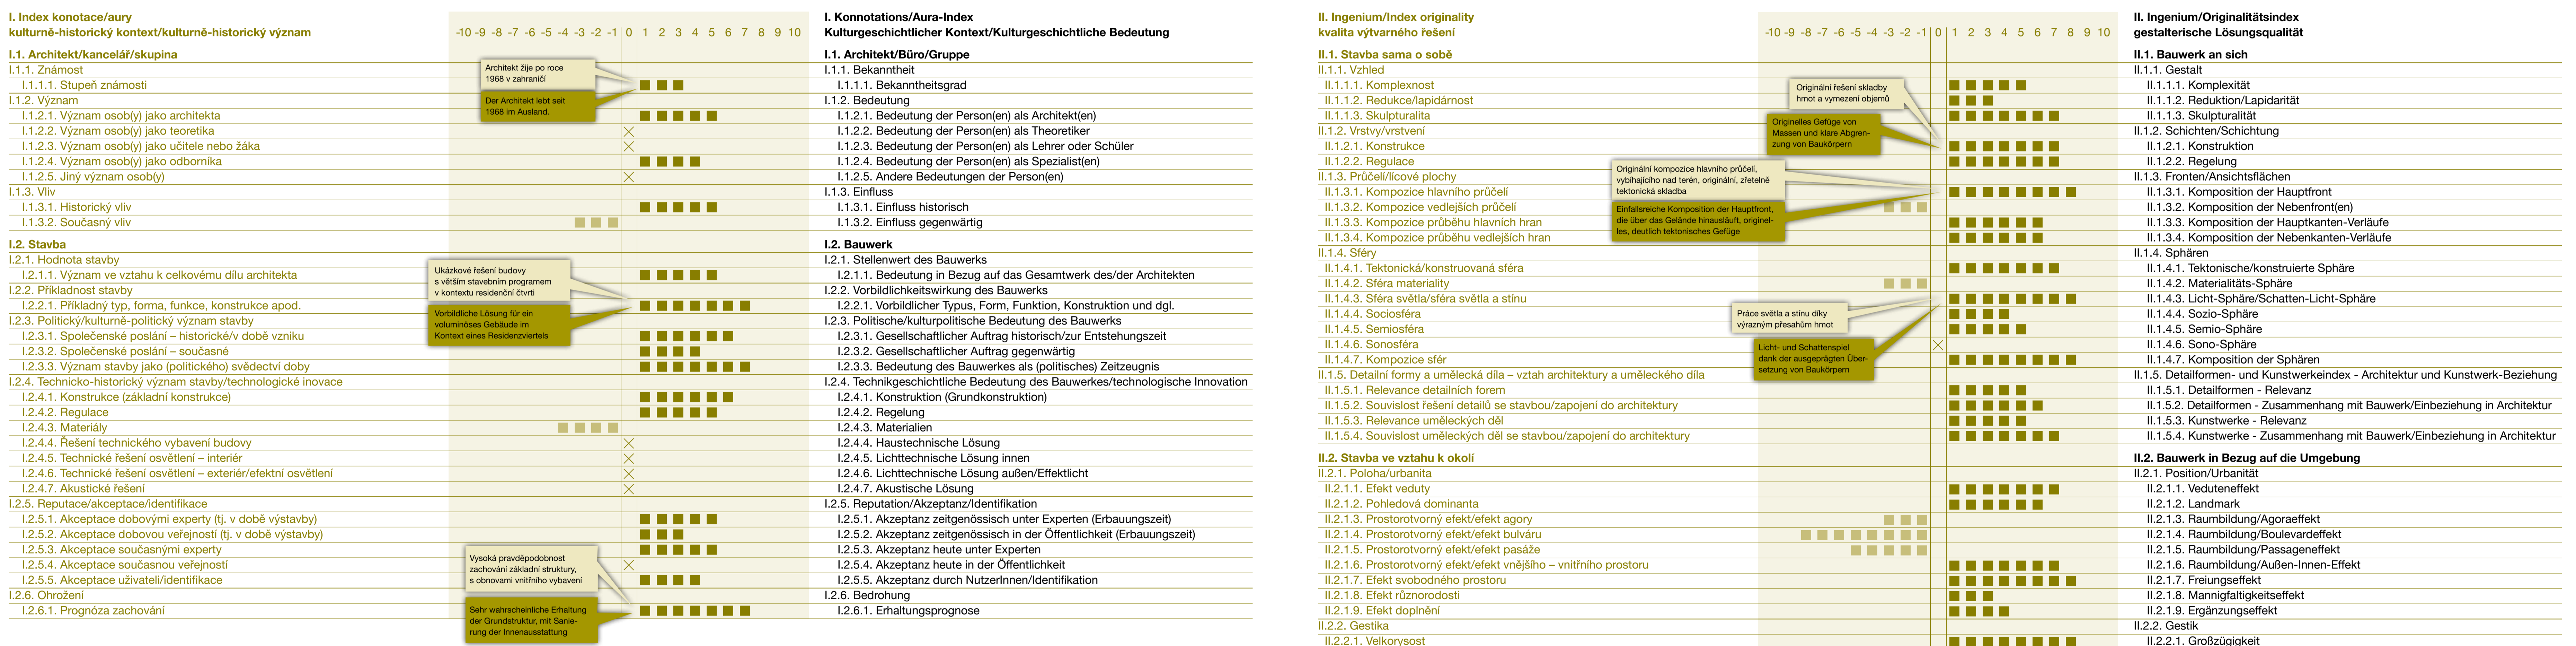 I. Index konotace/aury
kulturně-historický kontext/kulturně-historický význam
-10 -9 -8 -7 -6 -5 -4 -3 -2 -1 0 1 2 3 4 5 6 7 8 9 10
I. Konnotations/Aura-Index
Kulturgeschichtlicher Kontext/Kulturgeschichtliche Bedeutung
I.1. Architekt/kancelář/skupina
I.1. Architekt/Büro/Gruppe
I.1.1. Známost
I.1.1. Bekanntheit
I.1.1.1. Stupeň známosti
I.1.1.1. Bekanntheitsgrad
Architekt žije po roce
1968 v zahraničí
Der Architekt lebt seit
1968 im Ausland.
I.1.2. Význam
I.1.2. Bedeutung
I.1.2.1. Význam osob(y) jako architekta
I.1.2.1. Bedeutung der Person(en) als Architekt(en)
I.1.2.2. Význam osob(y) jako teoretika
I.1.2.2. Bedeutung der Person(en) als Theoretiker
I.1.2.3. Význam osob(y) jako učitele nebo žáka
I.1.2.3. Bedeutung der Person(en) als Lehrer oder Schüler
I.1.2.4. Význam osob(y) jako odborníka
I.1.2.4. Bedeutung der Person(en) als Spezialist(en)
I.1.2.5. Jiný význam osob(y)
I.1.2.5. Andere Bedeutungen der Person(en)
I.1.3. Vliv
I.1.3. Einfluss
I.1.3.1. Historický vliv
I.1.3.1. Einfluss historisch
I.1.3.2. Současný vliv
I.1.3.2. Einfluss gegenwärtig
I.2. Stavba
I.2. Bauwerk
I.2.1. Hodnota stavby
I.2.1. Stellenwert des Bauwerks
I.2.1.1. Význam ve vztahu k celkovému dílu architekta
I.2.1.1. Bedeutung in Bezug auf das Gesamtwerk des/der Architekten
Ukázkové řešení budovy
s větším stavebním programem
v kontextu residenční čtvrti
Vorbildliche Lösung für ein
voluminöses Gebäude im
Kontext eines Residenzviertels
I.2.2. Příkladnost stavby
I.2.2. Vorbildlichkeitswirkung des Bauwerks
I.2.2.1. Příkladný typ, forma, funkce, konstrukce apod.
I.2.2.1. Vorbildlicher Typus, Form, Funktion, Konstruktion und dgl.
I.2.3. Politický/kulturně-politický význam stavby
I.2.3. Politische/kulturpolitische Bedeutung des Bauwerks
I.2.3.1. Společenské poslání – historické/v době vzniku
I.2.3.1. Gesellschaftlicher Auftrag historisch/zur Entstehungszeit
I.2.3.2. Společenské poslání – současné
I.2.3.2. Gesellschaftlicher Auftrag gegenwärtig
I.2.3.3. Význam stavby jako (politického) svědectví doby
I.2.3.3. Bedeutung des Bauwerkes als (politisches) Zeitzeugnis
I.2.4. Technicko-historický význam stavby/technologické inovace
I.2.4. Technikgeschichtliche Bedeutung des Bauwerkes/technologische Innovation
I.2.4.1. Konstrukce (základní konstrukce)
I.2.4.1. Konstruktion (Grundkonstruktion)
I.2.4.2. Regulace
I.2.4.2. Regelung
I.2.4.3. Materiály
I.2.4.3. Materialien
I.2.4.4. Řešení technického vybavení budovy
I.2.4.4. Haustechnische Lösung
I.2.4.5. Technické řešení osvětlení – interiér
I.2.4.5. Lichttechnische Lösung innen
I.2.4.6. Technické řešení osvětlení – exteriér/efektní osvětlení
I.2.4.6. Lichttechnische Lösung außen/Effektlicht
I.2.4.7. Akustické řešení
I.2.4.7. Akustische Lösung
I.2.5. Reputace/akceptace/identifikace
I.2.5. Reputation/Akzeptanz/Identifikation
I.2.5.1. Akceptace dobovými experty (tj. v době výstavby)
I.2.5.1. Akzeptanz zeitgenössisch unter Experten (Erbauungszeit)
I.2.5.2. Akceptace dobovou veřejností (tj. v době výstavby)
I.2.5.2. Akzeptanz zeitgenössisch in der Öffentlichkeit (Erbauungszeit)
I.2.5.3. Akceptace současnými experty
I.2.5.3. Akzeptanz heute unter Experten
I.2.5.4. Akceptace současnou veřejností
I.2.5.4. Akzeptanz heute in der Öffentlichkeit
I.2.5.5. Akceptace uživateli/identifikace
I.2.5.5. Akzeptanz durch NutzerInnen/Identifikation
Vysoká pravděpodobnost
zachování základní struktury,
s obnovami vnitřního vybavení
Sehr wahrscheinliche Erhaltung
der Grundstruktur, mit Sanie-
rung der Innenausstattung
I.2.6. Ohrožení
I.2.6. Bedrohung
I.2.6.1. Prognóza zachování
I.2.6.1. Erhaltungsprognose
II. Ingenium/Index originality
kvalita výtvarného řešení
-10 -9 -8 -7 -6 -5 -4 -3 -2 -1 0 1 2 3 4 5 6 7 8 9 10
II. Ingenium/Originalitätsindex
gestalterische Lösungsqualität
II.1. Stavba sama o sobě
II.1. Bauwerk an sich
II.1.1. Vzhled
II.1.1. Gestalt
II.1.1.1. Komplexnost
II.1.1.1. Komplexität
II.1.1.2. Redukce/lapidárnost
II.1.1.2. Reduktion/Lapidarität
II.1.1.3. Skulpturalita
II.1.1.3. Skulpturalität
Originální řešení skladby
hmot a vymezení objemů
Originelles Gefüge von
Massen und klare Abgren-
zung von Baukörpern
II.1.2. Vrstvy/vrstvení
II.1.2. Schichten/Schichtung
II.1.2.1. Konstrukce
II.1.2.1. Konstruktion
II.1.2.2. Regulace
II.1.2.2. Regelung
Originální kompozice hlavního průčelí,
vybíhajícího nad terén, originální, zřetelně
tektonická skladba
Einfallsreiche Komposition der Hauptfront,
die über das Gelände hinausläuft, originel-
les, deutlich tektonisches Gefüge
II.1.3. Průčelí/lícové plochy
II.1.3. Fronten/Ansichtsflächen
II.1.3.1. Kompozice hlavního průčelí
II.1.3.1. Komposition der Hauptfront
II.1.3.2. Kompozice vedlejších průčelí
II.1.3.2. Komposition der Nebenfront(en)
II.1.3.3. Kompozice průběhu hlavních hran
II.1.3.3. Komposition der Hauptkanten-Verläufe
II.1.3.4. Kompozice průběhu vedlejších hran
II.1.3.4. Komposition der Nebenkanten-Verläufe
II.1.4. Sféry
II.1.4. Sphären
II.1.4.1. Tektonická/konstruovaná sféra
II.1.4.1. Tektonische/konstruierte Sphäre
II.1.4.2. Sféra materiality
II.1.4.2. Materialitäts-Sphäre
II.1.4.3. Sféra světla/sféra světla a stínu
II.1.4.3. Licht-Sphäre/Schatten-Licht-Sphäre
II.1.4.4. Sociosféra
II.1.4.4. Sozio-Sphäre
Práce světla a stínu díky
výrazným přesahům hmot
Licht- und Schattenspiel
dank der ausgeprägten Über-
setzung von Baukörpern
II.1.4.5. Semiosféra
II.1.4.5. Semio-Sphäre
II.1.4.6. Sonosféra
II.1.4.6. Sono-Sphäre
II.1.4.7. Kompozice sfér
II.1.4.7. Komposition der Sphären
II.1.5. Detailní formy a umělecká díla – vztah architektury a uměleckého díla
II.1.5. Detailformen- und Kunstwerkeindex - Architektur und Kunstwerk-Beziehung
II.1.5.1. Relevance detailních forem
II.1.5.1. Detailformen - Relevanz
II.1.5.2. Souvislost řešení detailů se stavbou/zapojení do architektury
II.1.5.2. Detailformen - Zusammenhang mit Bauwerk/Einbeziehung in Architektur
II.1.5.3. Relevance uměleckých děl
II.1.5.3. Kunstwerke - Relevanz
II.1.5.4. Souvislost uměleckých děl se stavbou/zapojení do architektury
II.1.5.4. Kunstwerke - Zusammenhang mit Bauwerk/Einbeziehung in Architektur
II.2. Stavba ve vztahu k okolí
II.2. Bauwerk in Bezug auf die Umgebung
II.2.1. Poloha/urbanita
II.2.1. Position/Urbanität
II.2.1.1. Efekt veduty
II.2.1.1. Veduteneffekt
II.2.1.2. Pohledová dominanta
II.2.1.2. Landmark
II.2.1.3. Prostorotvorný efekt/efekt agory
II.2.1.3. Raumbildung/Agoraeffekt
II.2.1.4. Prostorotvorný efekt/efekt bulváru
II.2.1.4. Raumbildung/Boulevardeffekt
II.2.1.5. Prostorotvorný efekt/efekt pasáže
II.2.1.5. Raumbildung/Passageneffekt
II.2.1.6. Prostorotvorný efekt/efekt vnějšího – vnitřního prostoru
II.2.1.6. Raumbildung/Außen-Innen-Effekt
II.2.1.7. Efekt svobodného prostoru
II.2.1.7. Freiungseffekt
II.2.1.8. Efekt různorodosti
II.2.1.8. Mannigfaltigkeitseffekt
II.2.1.9. Efekt doplnění
II.2.1.9. Ergänzungseffekt
II.2.2. Gestika
II.2.2. Gestik
II.2.2.1. Velkorysost
II.2.2.1. Großzügigkeit